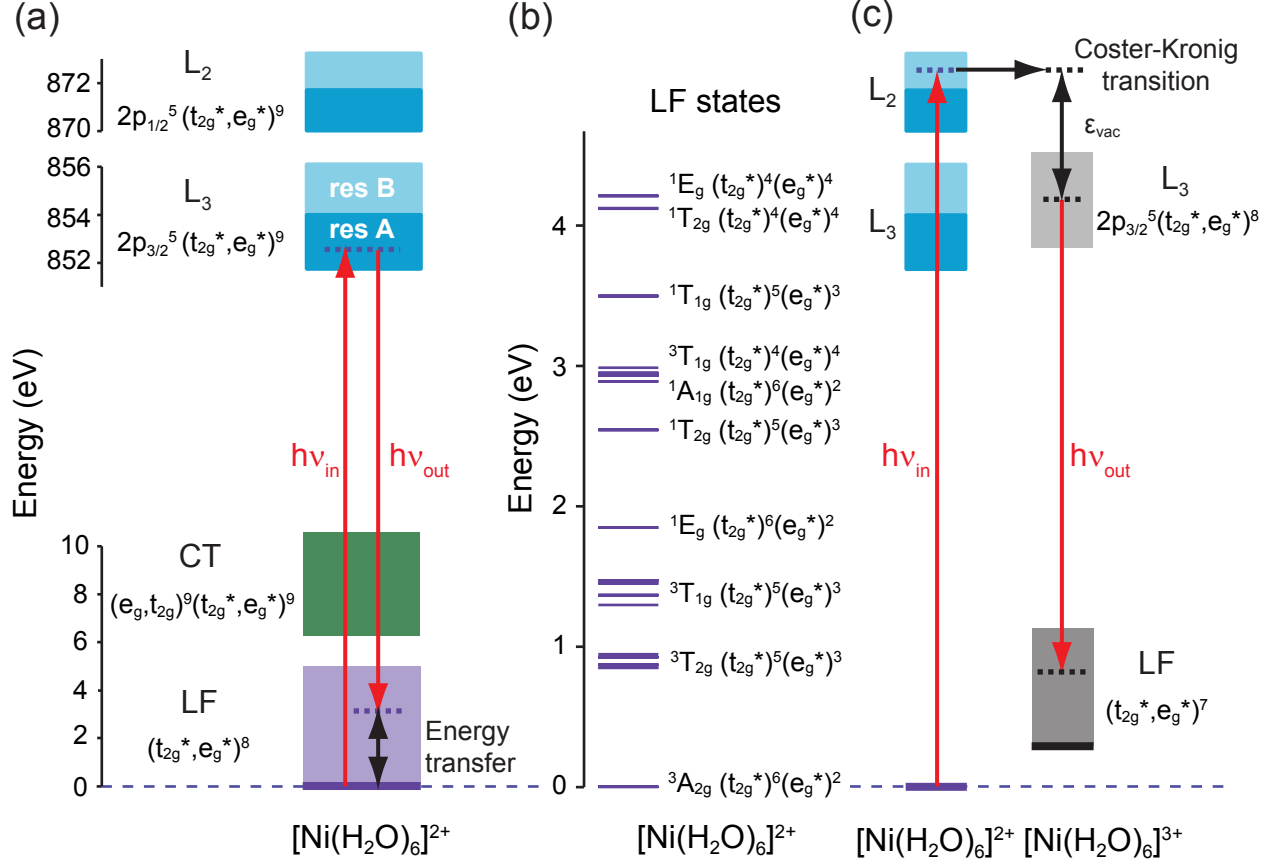 (a)
872
870
856
854
852
Energy (eV)
10
8
6
4
2
0
L₂
2p₁/₂⁵ (t₂g*,eg*)⁹
L₃
2p₃/₂⁵ (t₂g*,eg*)⁹
res B
res A
hνin
hνout
CT
(eg,t₂g)⁹(t₂g*,eg*)⁹
LF
(t₂g*,eg*)⁸
Energy
transfer
[Ni(H₂O)₆]²⁺
(b)
LF states
Energy (eV)
4
3
2
1
0
¹Eg (t₂g*)⁴(eg*)⁴
¹T₂g (t₂g*)⁴(eg*)⁴
¹T₁g (t₂g*)⁵(eg*)³
³T₁g (t₂g*)⁴(eg*)⁴
¹A₁g (t₂g*)⁶(eg*)²
¹T₂g (t₂g*)⁵(eg*)³
¹Eg (t₂g*)⁶(eg*)²
³T₁g (t₂g*)⁵(eg*)³
³T₂g (t₂g*)⁵(eg*)³
³A₂g (t₂g*)⁶(eg*)²
[Ni(H₂O)₆]²⁺
(c)
Coster-Kronig
transition
L₂
εvac
L₃
L₃
2p₃/₂⁵(t₂g*,eg*)⁸
hνin
hνout
LF
(t₂g*,eg*)⁷
[Ni(H₂O)₆]²⁺
[Ni(H₂O)₆]³⁺